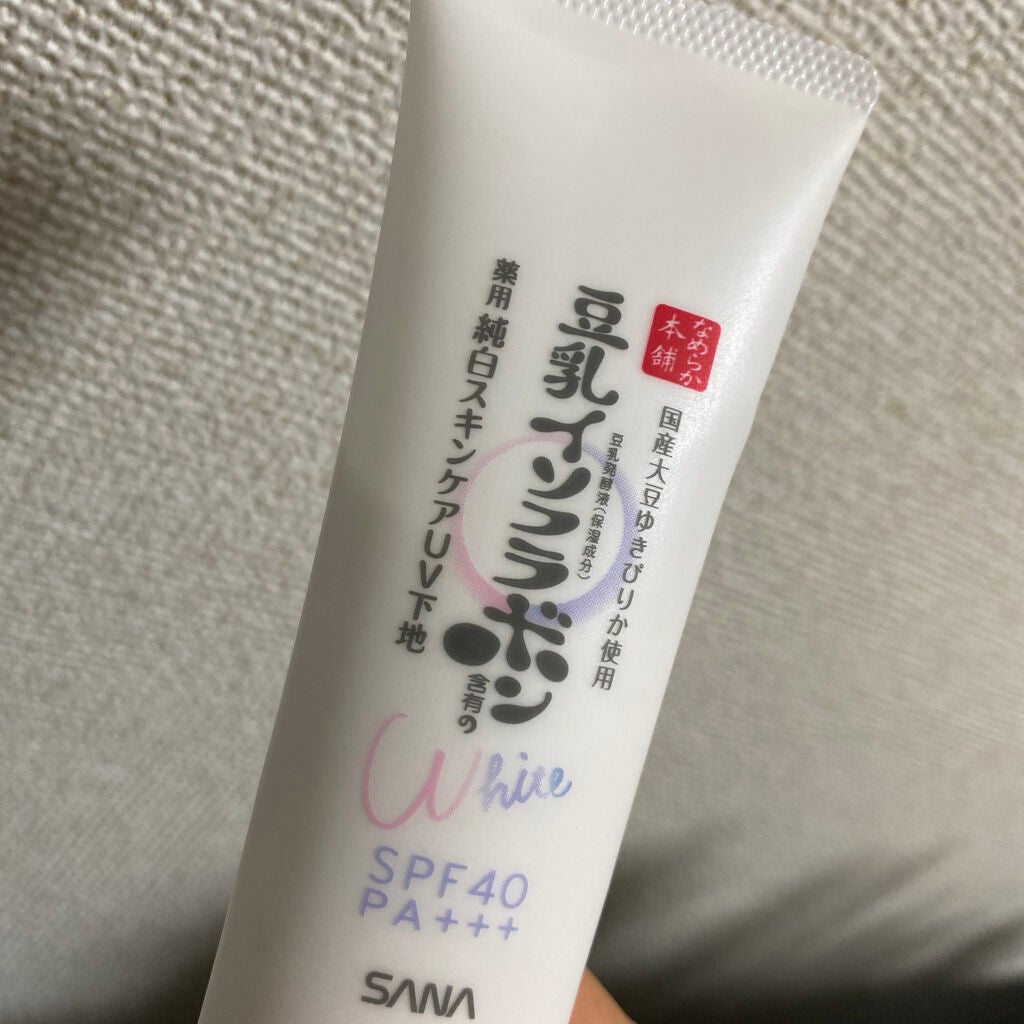 なめらか
本舗
国産大豆ゆきぴりか使用
豆乳発酵液(保湿成分)
豆乳イソフラボン
含有の
薬用 純白スキンケアUV下地
White
SPF40
PA+++
SANA